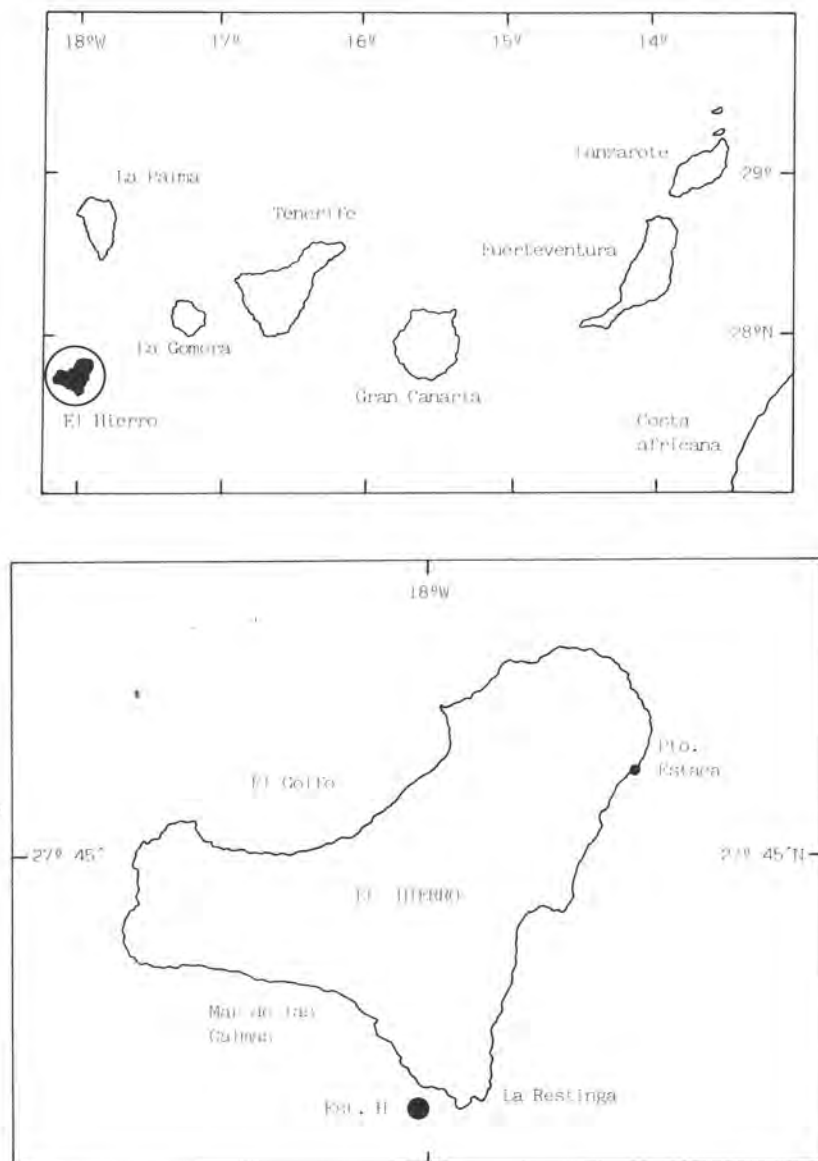 18ºW 17º 16º 15º 14º
Lanzarote
29º
La Palma
Tenerife
Fuerteventura
28ºN
La Gomera
Gran Canaria
El Hierro
Costa
africana
18ºW
Pto.
Estaca
El Golfo
27º 45´ 27º 45´N
EL HIERRO
Mar de las
Calmas
La Restinga
Est. H